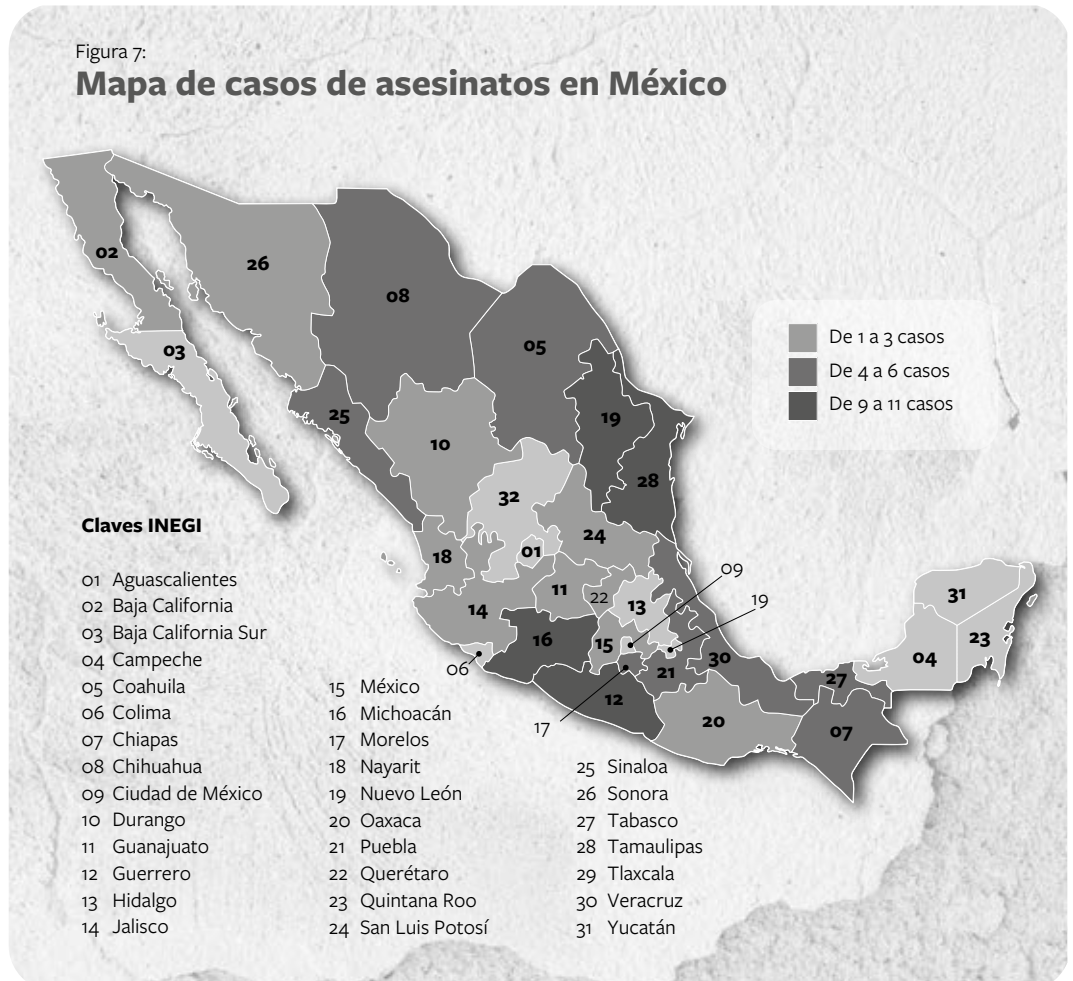 Figura 7:
Mapa de casos de asesinatos en México
02
26
08
03
05
De 1 a 3 casos
De 4 a 6 casos
De 9 a 11 casos
25
10
19
28
32
24
18
01
09
11
22
13
19
14
31
16
15
23
04
06
21
30
27
12
17
20
07
Claves INEGI
01 Aguascalientes
02 Baja California
03 Baja California Sur
04 Campeche
05 Coahuila
06 Colima
07 Chiapas
08 Chihuahua
09 Ciudad de México
10 Durango
11 Guanajuato
12 Guerrero
13 Hidalgo
14 Jalisco
15 México
16 Michoacán
17 Morelos
18 Nayarit
19 Nuevo León
20 Oaxaca
21 Puebla
22 Querétaro
23 Quintana Roo
24 San Luis Potosí
25 Sinaloa
26 Sonora
27 Tabasco
28 Tamaulipas
29 Tlaxcala
30 Veracruz
31 Yucatán